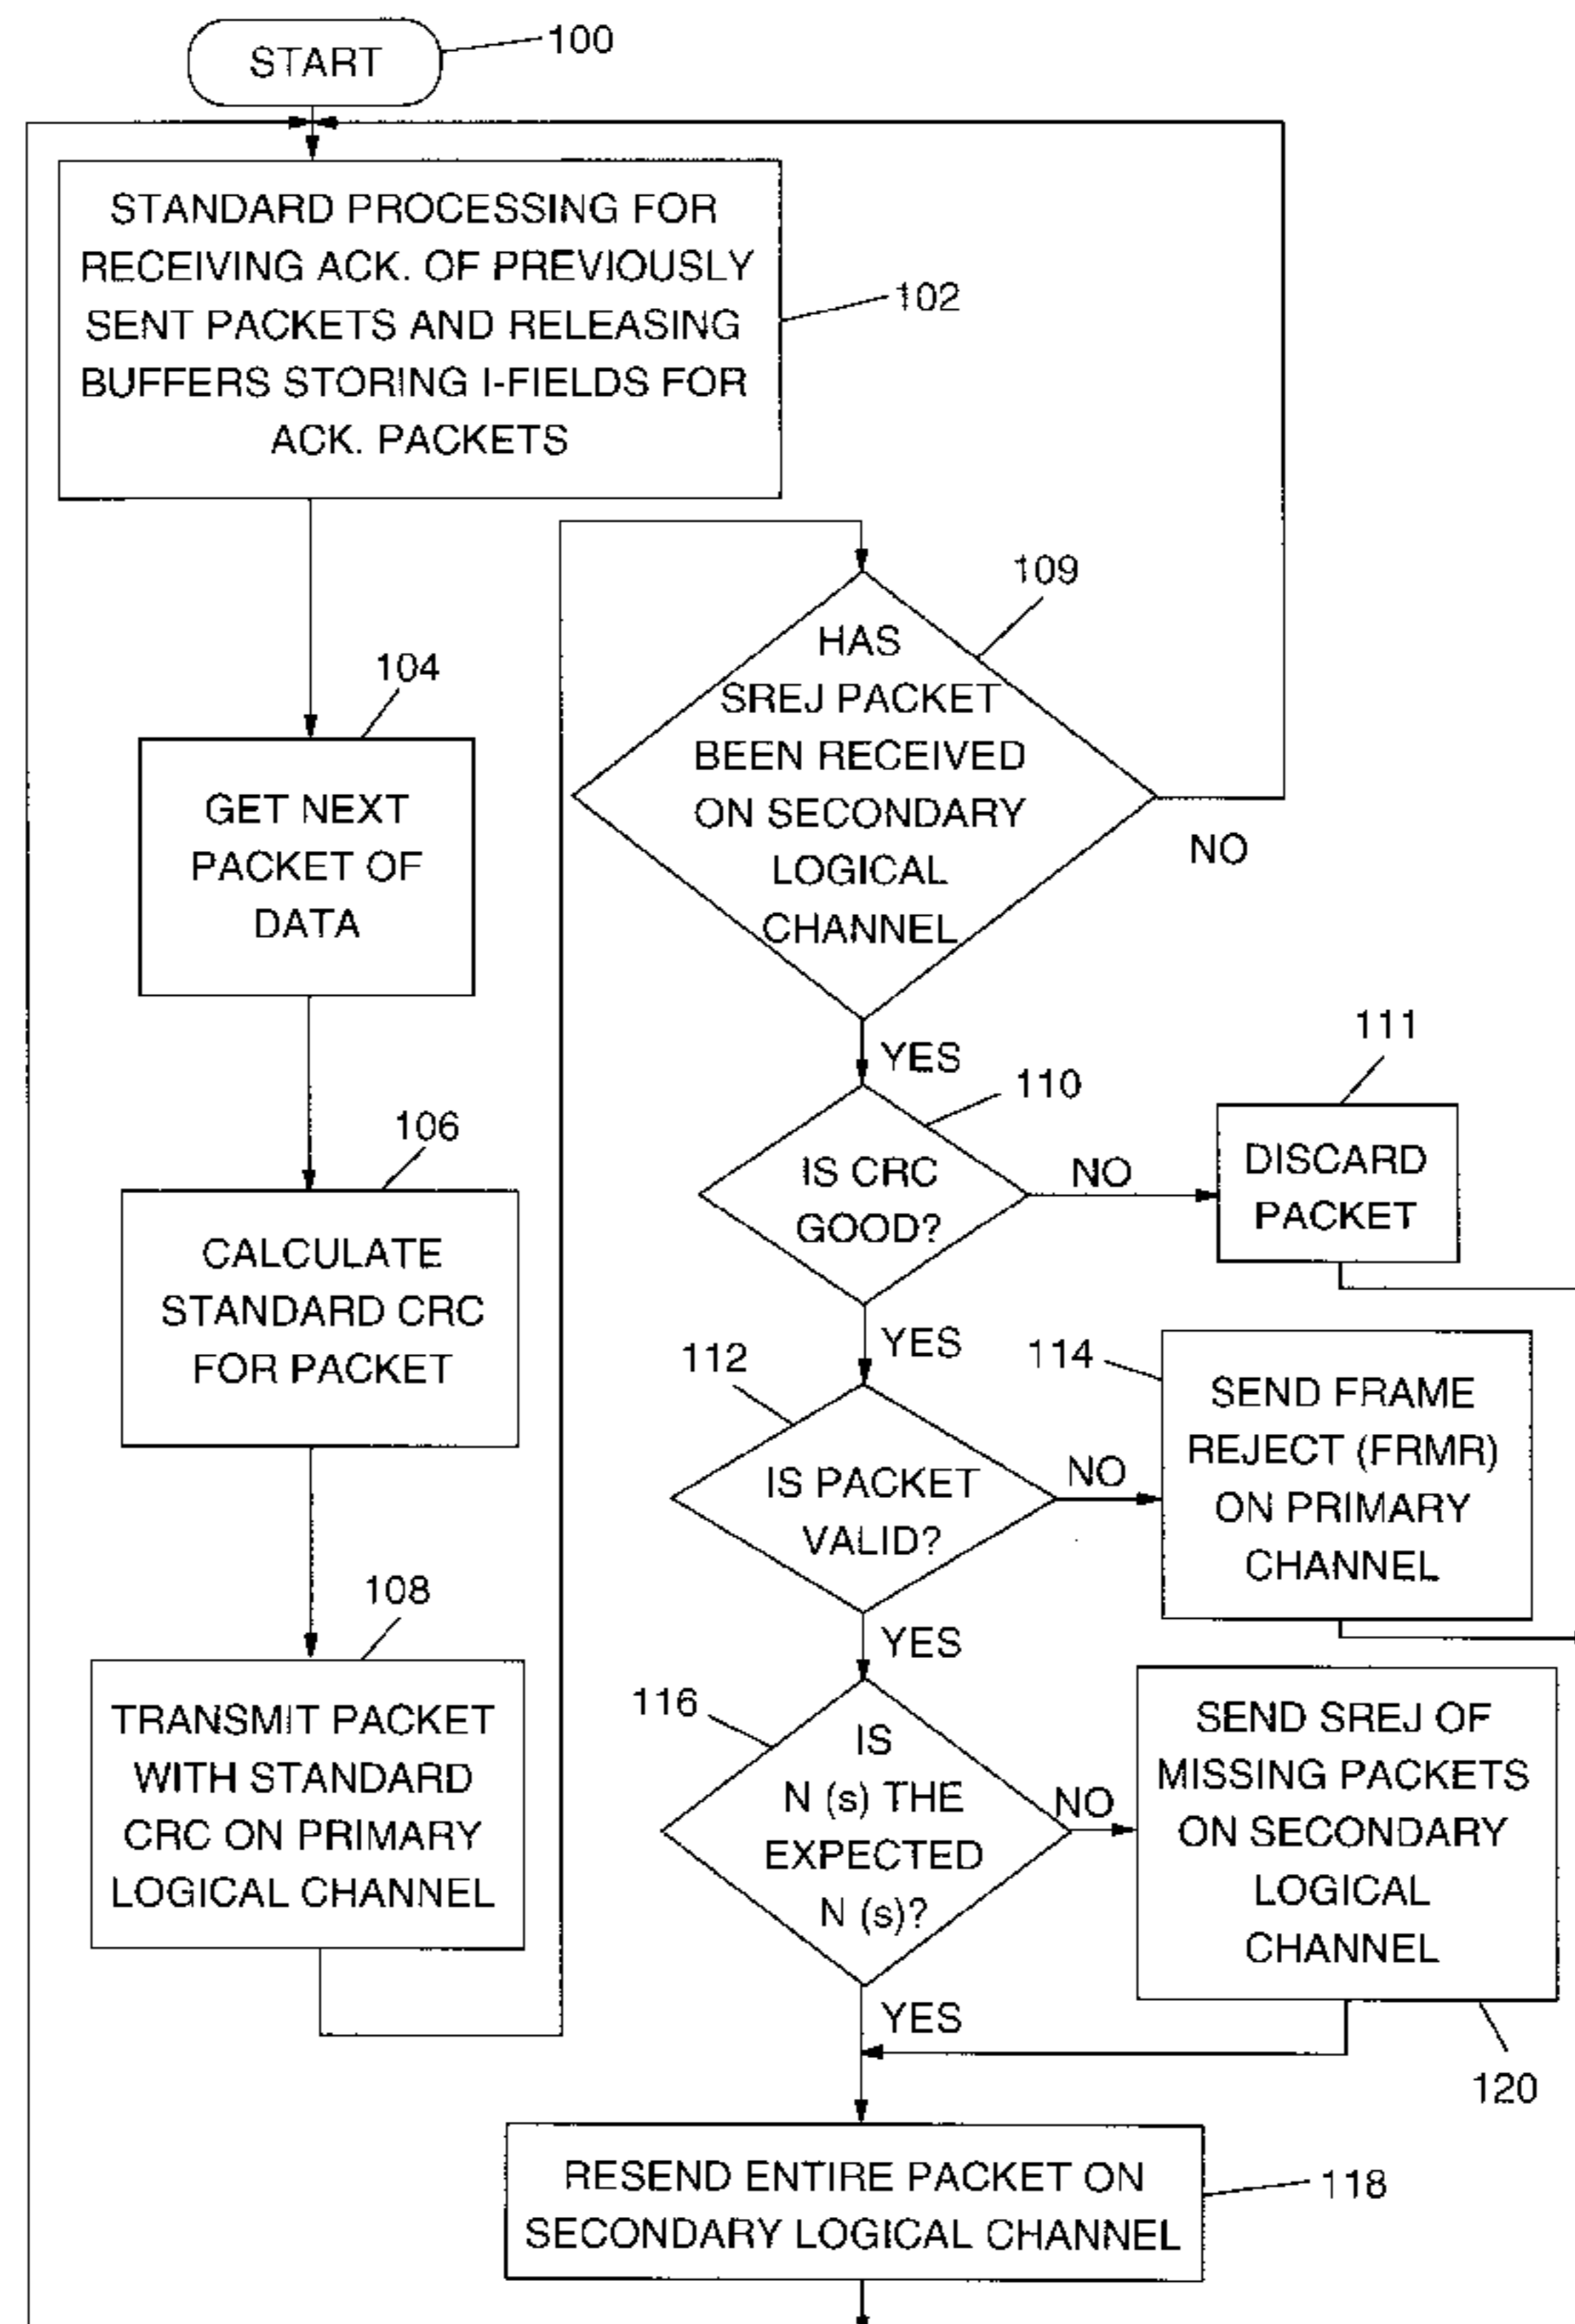 START
100
STANDARD PROCESSING FOR
RECEIVING ACK. OF PREVIOUSLY
SENT PACKETS AND RELEASING
BUFFERS STORING I-FIELDS FOR
ACK. PACKETS
102
104
GET NEXT
PACKET OF
DATA
106
CALCULATE
STANDARD CRC
FOR PACKET
108
TRANSMIT PACKET
WITH STANDARD
CRC ON PRIMARY
LOGICAL CHANNEL
109
HAS
SREJ PACKET
BEEN RECEIVED
ON SECONDARY
LOGICAL
CHANNEL
NO
YES
110
IS CRC
GOOD?
NO
111
DISCARD
PACKET
YES
112
IS PACKET
VALID?
NO
114
SEND FRAME
REJECT (FRMR)
ON PRIMARY
CHANNEL
YES
116
IS
N (s) THE
EXPECTED
N (s)?
NO
SEND SREJ OF
MISSING PACKETS
ON SECONDARY
LOGICAL
CHANNEL
120
YES
RESEND ENTIRE PACKET ON
SECONDARY LOGICAL CHANNEL
118